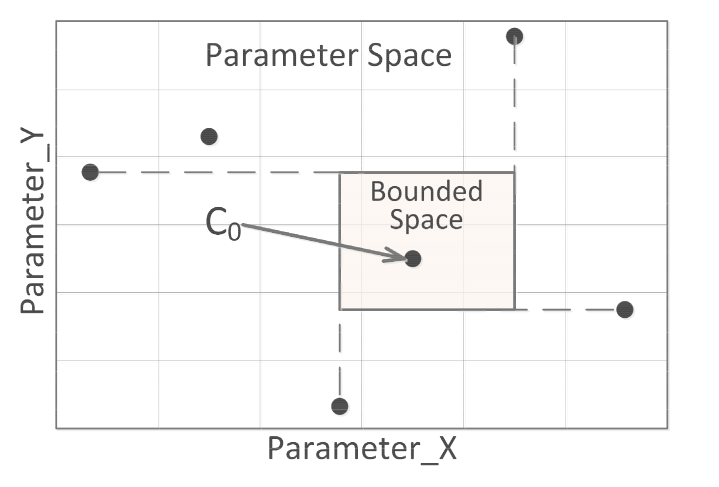 Parameter Space
Parameter_Y
Bounded
Space
C₀
Parameter_X